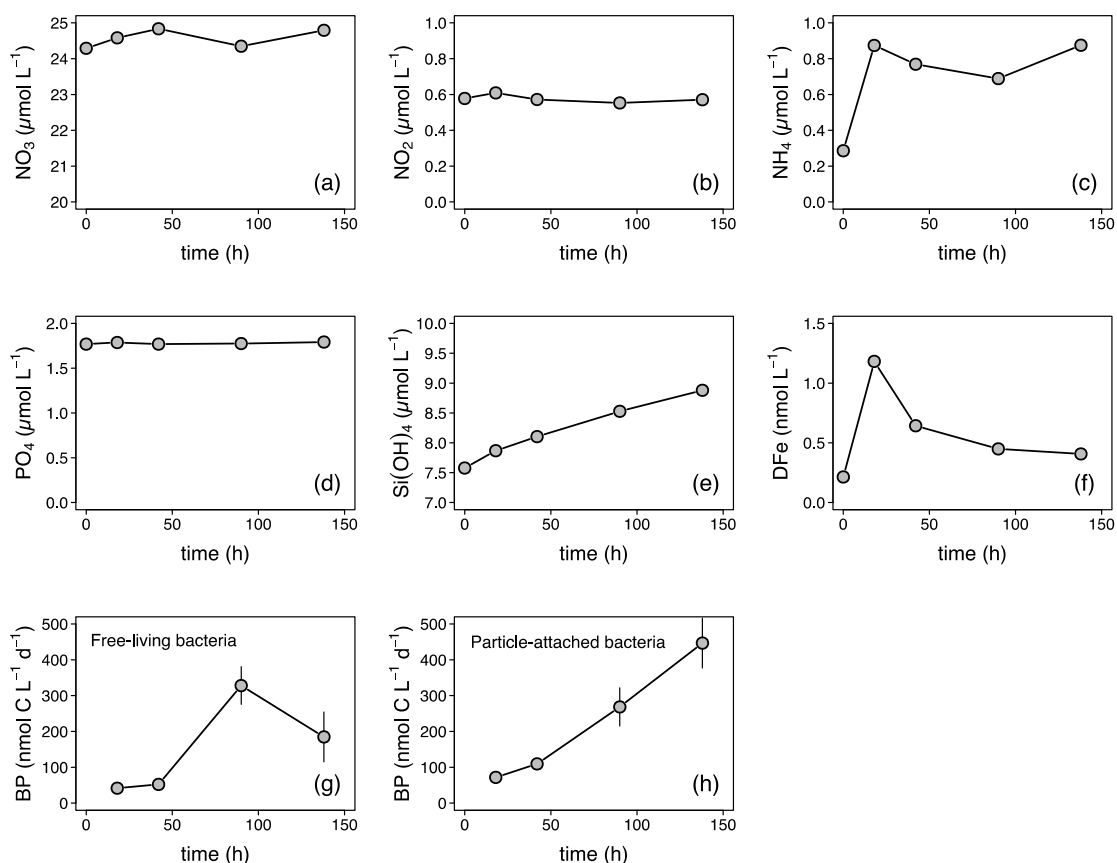 25
24
23
22
21
20
NO₃ (µmol L⁻¹)
(a)
0 50 100 150
time (h)
1.0
0.8
0.6
0.4
0.2
0.0
NO₂ (µmol L⁻¹)
(b)
0 50 100 150
time (h)
1.0
0.8
0.6
0.4
0.2
0.0
NH₄ (µmol L⁻¹)
(c)
0 50 100 150
time (h)
2.0
1.5
1.0
0.5
0.0
PO₄ (µmol L⁻¹)
(d)
0 50 100 150
time (h)
10.0
9.5
9.0
8.5
8.0
7.5
7.0
Si(OH)₄ (µmol L⁻¹)
(e)
0 50 100 150
time (h)
1.5
1.0
0.5
0.0
DFe (nmol L⁻¹)
(f)
0 50 100 150
time (h)
500
400
300
200
100
0
BP (nmol C L⁻¹ d⁻¹)
Free-living bacteria
(g)
0 50 100 150
time (h)
500
400
300
200
100
0
BP (nmol C L⁻¹ d⁻¹)
Particle-attached bacteria
(h)
0 50 100 150
time (h)